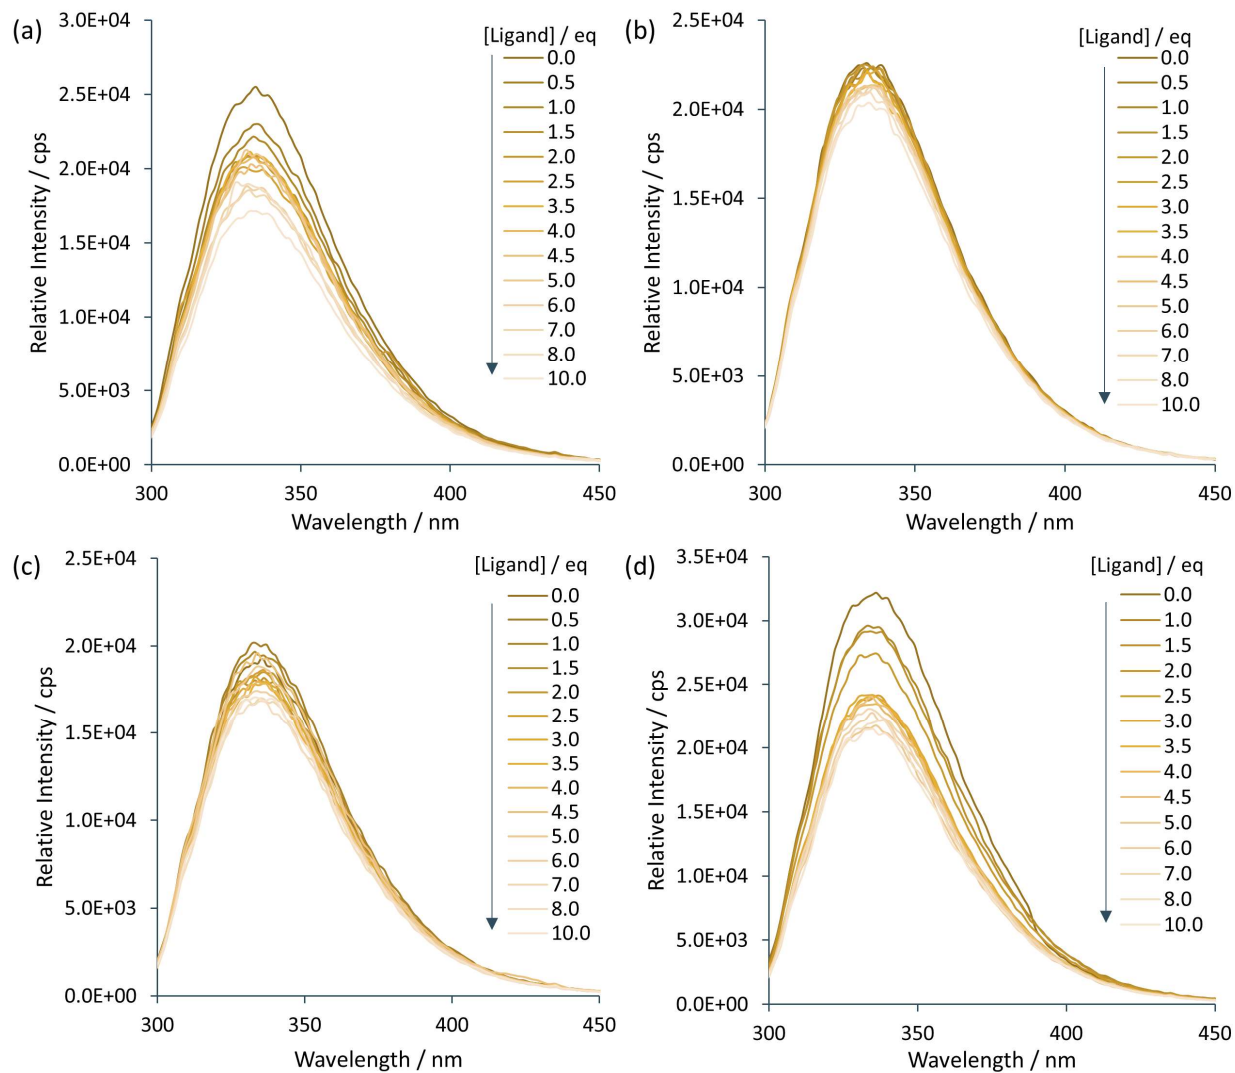 (a)
3.0E+04
2.5E+04
2.0E+04
1.5E+04
1.0E+04
5.0E+03
0.0E+00
Relative Intensity / cps
300
350
400
450
Wavelength / nm
[Ligand] / eq
0.0
0.5
1.0
1.5
2.0
2.5
3.5
4.0
4.5
5.0
6.0
7.0
8.0
10.0
(b)
2.5E+04
2.0E+04
1.5E+04
1.0E+04
5.0E+03
0.0E+00
Relative Intensity / cps
300
350
400
450
Wavelength / nm
[Ligand] / eq
0.0
0.5
1.0
1.5
2.0
2.5
3.0
3.5
4.0
4.5
5.0
6.0
7.0
8.0
10.0
(c)
2.5E+04
2.0E+04
1.5E+04
1.0E+04
5.0E+03
0.0E+00
Relative Intensity / cps
300
350
400
450
Wavelength / nm
[Ligand] / eq
0.0
0.5
1.0
1.5
2.0
2.5
3.0
3.5
4.0
4.5
5.0
6.0
7.0
8.0
10.0
(d)
3.5E+04
3.0E+04
2.5E+04
2.0E+04
1.5E+04
1.0E+04
5.0E+03
0.0E+00
Relative Intensity / cps
300
350
400
450
Wavelength / nm
[Ligand] / eq
0.0
1.0
1.5
2.0
2.5
3.0
3.5
4.0
4.5
5.0
6.0
7.0
8.0
10.0